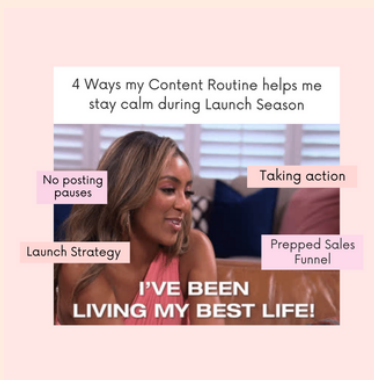 4 Ways my Content Routine helps me
stay calm during Launch Season
No posting
pauses
Taking action
Launch Strategy
Prepped Sales
Funnel
I'VE BEEN
LIVING MY BEST LIFE!